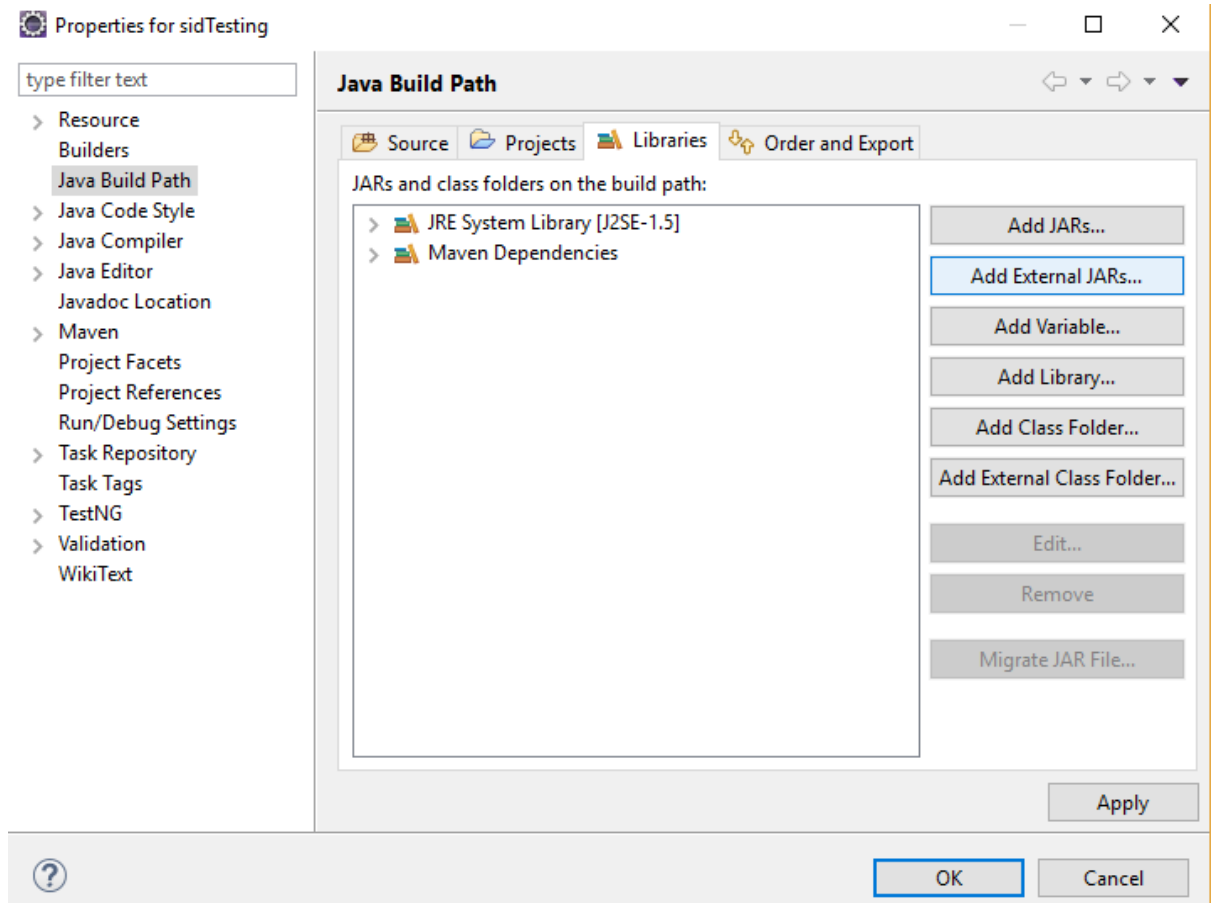 Properties for sidTesting
type filter text
Resource
Builders
Java Build Path
Java Code Style
Java Compiler
Java Editor
Javadoc Location
Maven
Project Facets
Project References
Run/Debug Settings
Task Repository
Task Tags
TestNG
Validation
WikiText
Java Build Path
Source Projects Libraries Order and Export
JARs and class folders on the build path:
JRE System Library [J2SE-1.5]
Maven Dependencies
Add JARs...
Add External JARs...
Add Variable...
Add Library...
Add Class Folder...
Add External Class Folder...
Edit...
Remove
Migrate JAR File...
Apply
?
OK Cancel